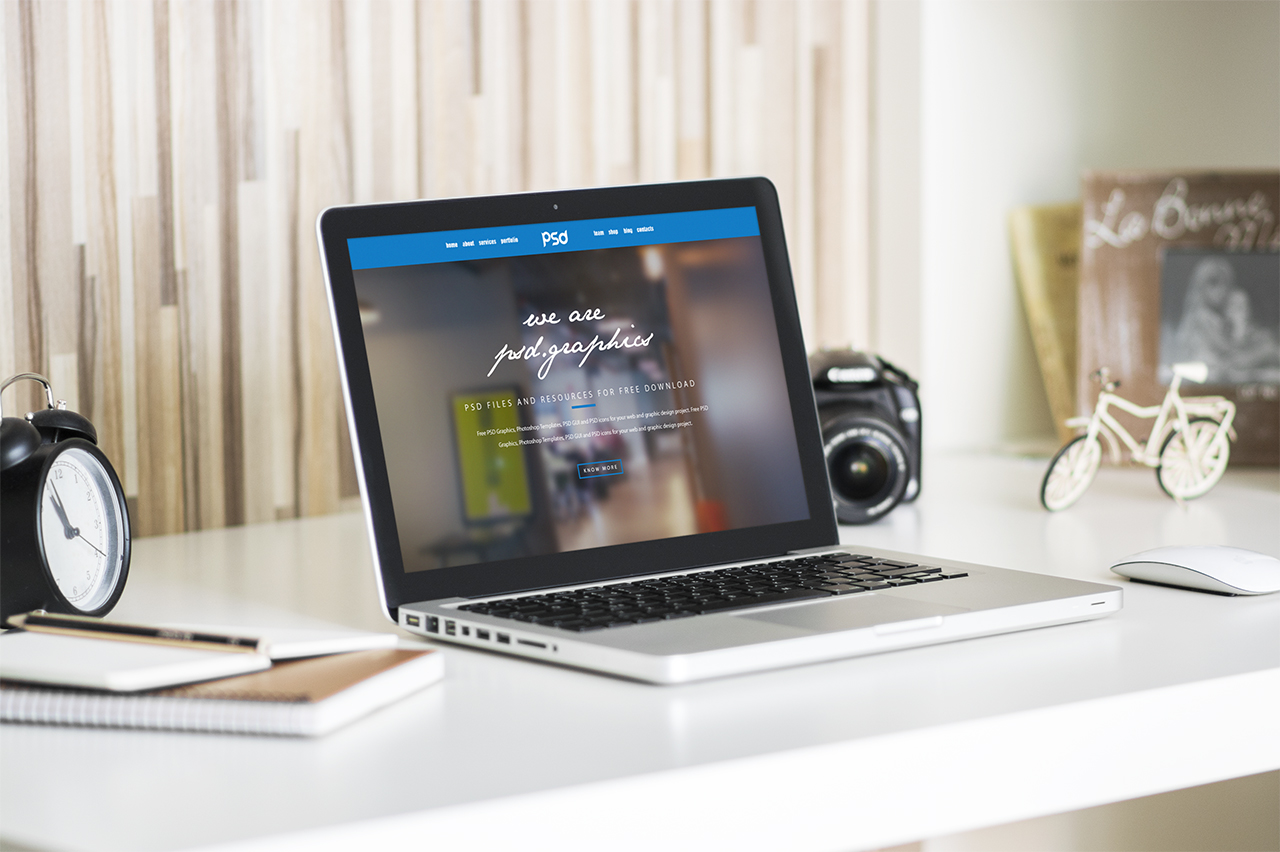 home about services portfolio psd team shop blog contacts
we are
psd.graphics
PSD FILES AND RESOURCES FOR FREE DOWNLOAD
Free PSD Graphics, Photoshop Templates, PSD GUI and PSD icons for your web and graphic design project. Free PSD
Graphics, Photoshop Templates, PSD GUI and PSD icons for your web and graphic design project.
KNOW MORE
Canon
La Bonne
12